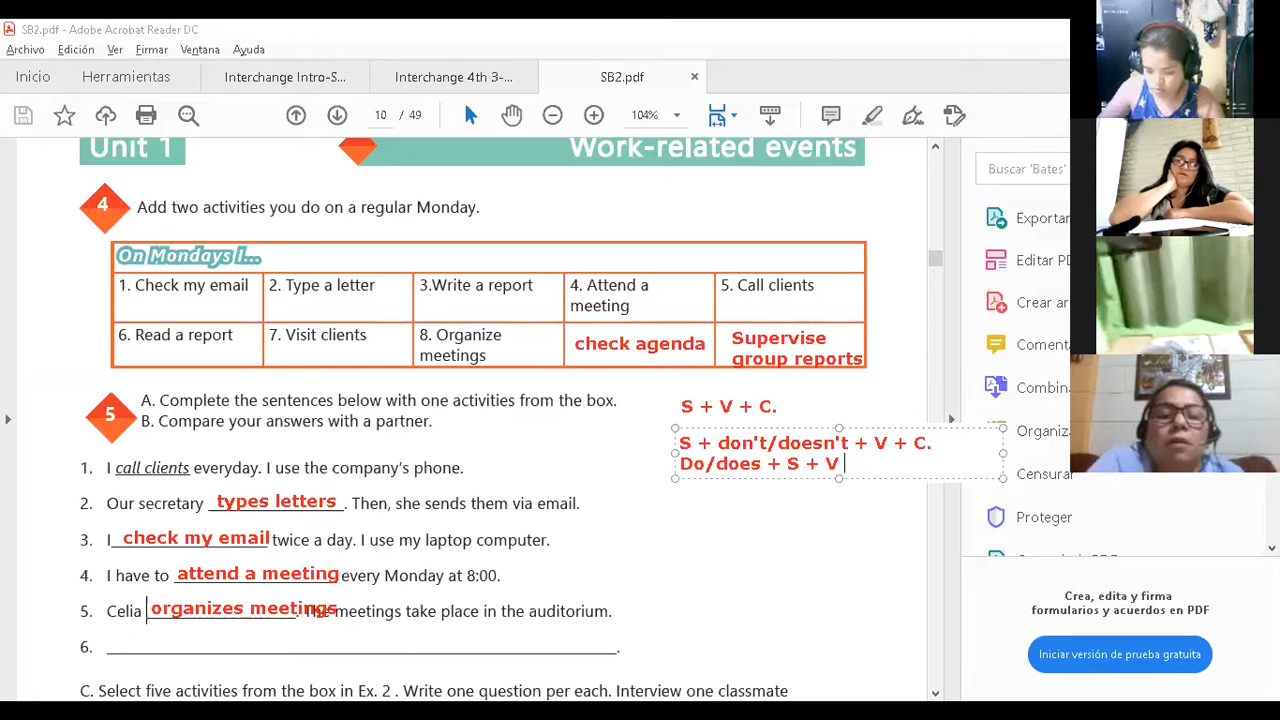 SB2.pdf - Adobe Acrobat Reader DC
Archivo Edición Ver Firmar Ventana Ayuda
Inicio Herramientas Interchange Intro-S... Interchange 4th 3-... SB2.pdf ×
10 / 49 104%
Unit 1 Work-related events
4 Add two activities you do on a regular Monday.
On Mondays I...
1. Check my email 2. Type a letter 3.Write a report 4. Attend a meeting 5. Call clients
6. Read a report 7. Visit clients 8. Organize meetings check agenda Supervise group reports
5 A. Complete the sentences below with one activities from the box.
B. Compare your answers with a partner.
S + V + C.
S + don't/doesn't + V + C.
Do/does + S + V
1. I call clients everyday. I use the company's phone.
2. Our secretary types letters. Then, she sends them via email.
3. I check my email twice a day. I use my laptop computer.
4. I have to attend a meeting every Monday at 8:00.
5. Celia organizes meetings. The meetings take place in the auditorium.
6. ______.
C. Select five activities from the box in Ex. 2 . Write one question per each. Interview one classmate
Buscar 'Bates'
Exportar
Editar PD
Crear ar
Comenta
Combina
Organiza
Censurar
Proteger
Crea, edita y firma
formularios y acuerdos en PDF
Iniciar versión de prueba gratuita